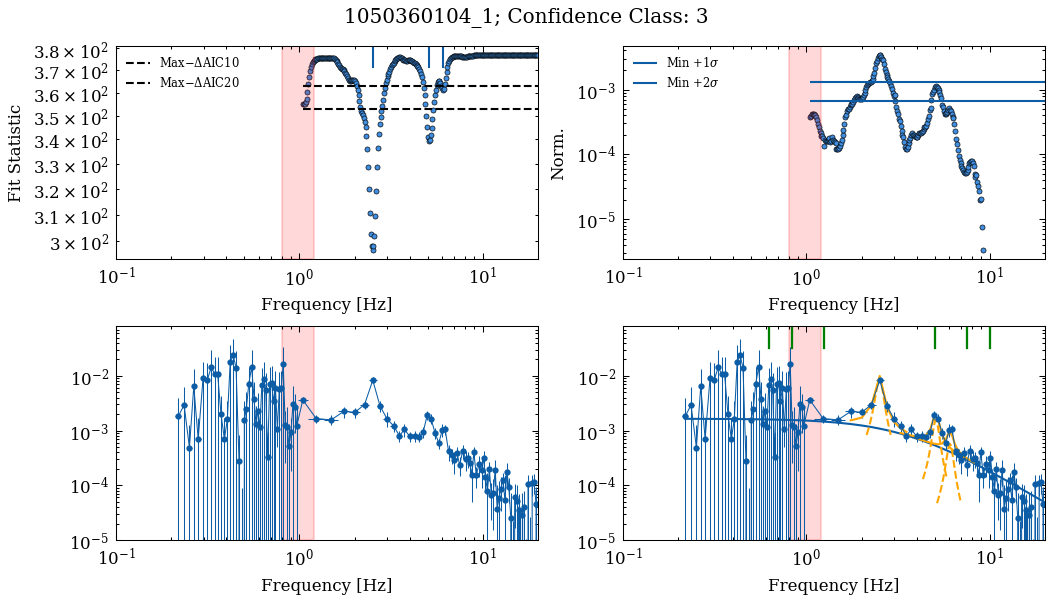 1050360104_1; Confidence Class: 3
Fit Statistic
3.8 × 10²
3.7 × 10²
3.6 × 10²
3.5 × 10²
3.4 × 10²
3.3 × 10²
3.2 × 10²
3.1 × 10²
3 × 10²
Max−ΔAIC10
Max−ΔAIC20
10⁻¹ 10⁰ 10¹
Frequency [Hz]
Norm.
10⁻³
10⁻⁴
10⁻⁵
Min +1σ
Min +2σ
10⁻¹ 10⁰ 10¹
Frequency [Hz]
10⁻²
10⁻³
10⁻⁴
10⁻⁵
10⁻¹ 10⁰ 10¹
Frequency [Hz]
10⁻²
10⁻³
10⁻⁴
10⁻⁵
10⁻¹ 10⁰ 10¹
Frequency [Hz]